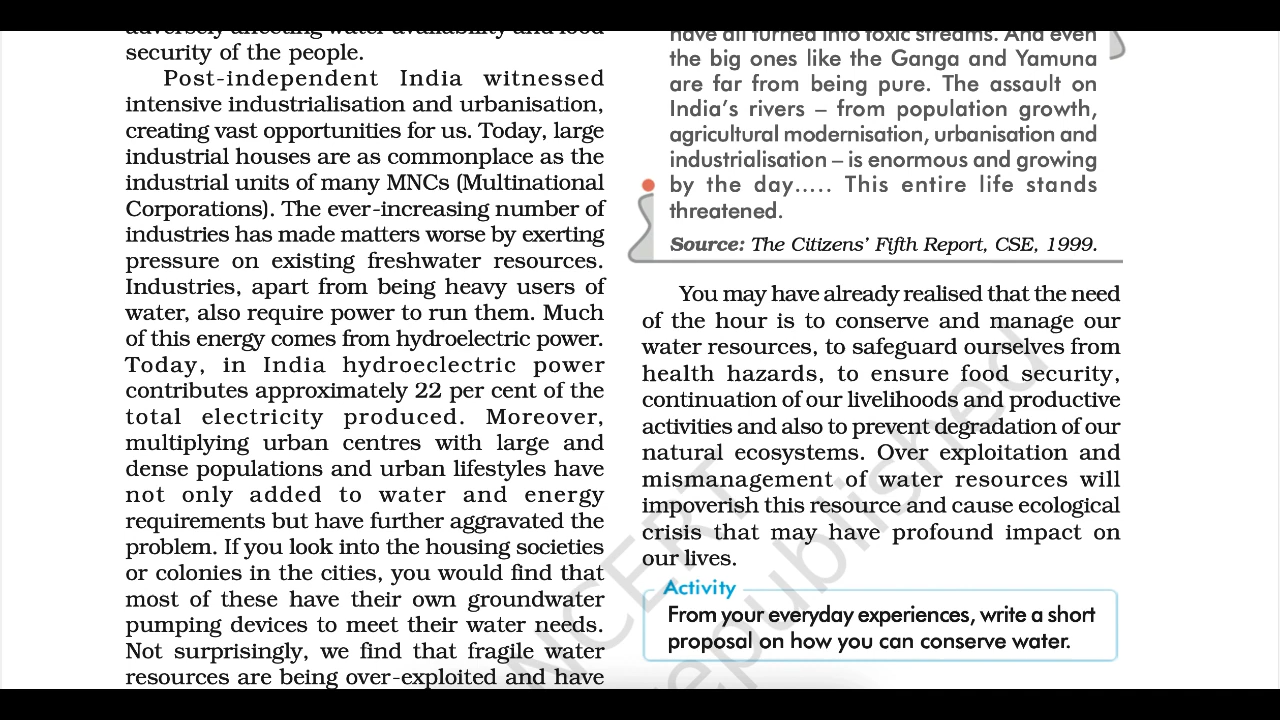 adversely affecting water availability and food
security of the people.
Post-independent India witnessed
intensive industrialisation and urbanisation,
creating vast opportunities for us. Today, large
industrial houses are as commonplace as the
industrial units of many MNCs (Multinational
Corporations). The ever-increasing number of
industries has made matters worse by exerting
pressure on existing freshwater resources.
Industries, apart from being heavy users of
water, also require power to run them. Much
of this energy comes from hydroelectric power.
Today, in India hydroelectric power
contributes approximately 22 per cent of the
total electricity produced. Moreover,
multiplying urban centres with large and
dense populations and urban lifestyles have
not only added to water and energy
requirements but have further aggravated the
problem. If you look into the housing societies
or colonies in the cities, you would find that
most of these have their own groundwater
pumping devices to meet their water needs.
Not surprisingly, we find that fragile water
resources are being over-exploited and have
have all turned into toxic streams. And even
the big ones like the Ganga and Yamuna
are far from being pure. The assault on
India's rivers – from population growth,
agricultural modernisation, urbanisation and
industrialisation – is enormous and growing
by the day..... This entire life stands
threatened.
Source: The Citizens' Fifth Report, CSE, 1999.
You may have already realised that the need
of the hour is to conserve and manage our
water resources, to safeguard ourselves from
health hazards, to ensure food security,
continuation of our livelihoods and productive
activities and also to prevent degradation of our
natural ecosystems. Over exploitation and
mismanagement of water resources will
impoverish this resource and cause ecological
crisis that may have profound impact on
our lives.
Activity
From your everyday experiences, write a short
proposal on how you can conserve water.
NCERT
republished